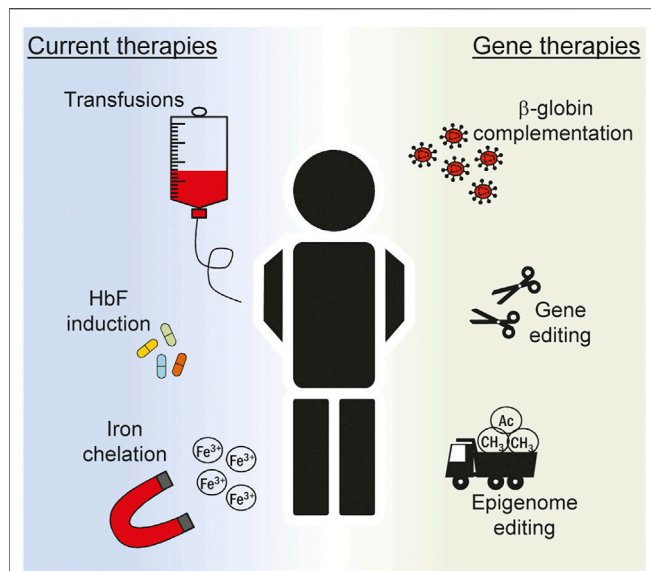 Current therapies
Transfusions
HbF
induction
Iron
chelation
Fe³⁺
Fe³⁺
Fe³⁺
Fe³⁺
Gene therapies
β-globin
complementation
Gene
editing
Ac
CH₃ CH₃
Epigenome
editing